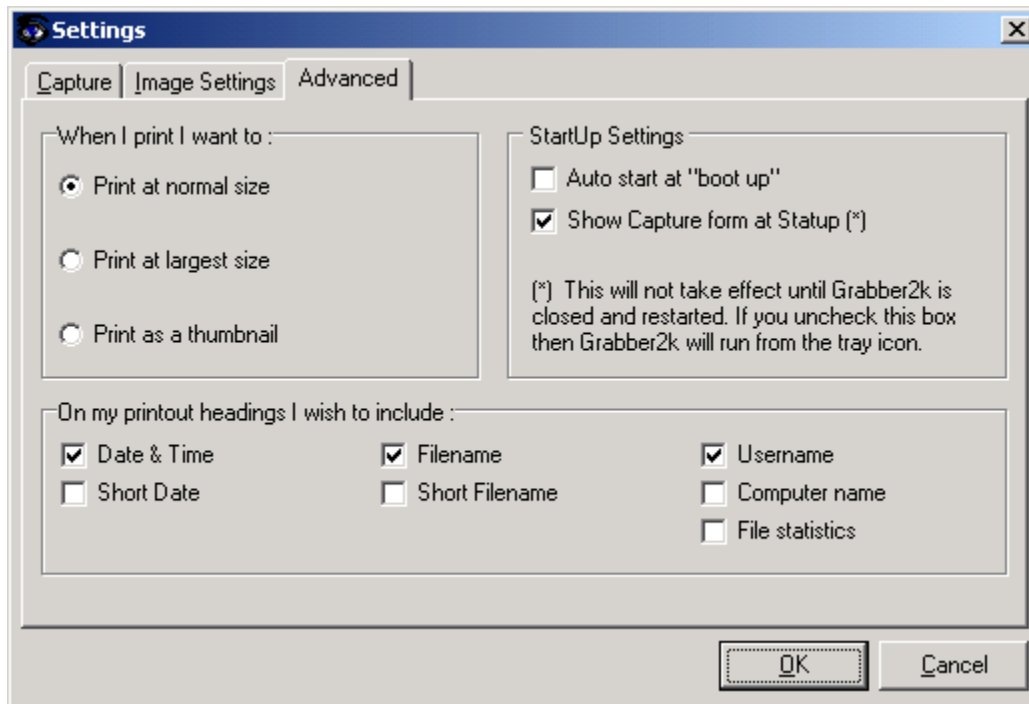 Settings
Capture Image Settings Advanced
When I print I want to :
Print at normal size
Print at largest size
Print as a thumbnail
StartUp Settings
Auto start at "boot up"
Show Capture form at Statup (*)
(*) This will not take effect until Grabber2k is
closed and restarted. If you uncheck this box
then Grabber2k will run from the tray icon.
On my printout headings I wish to include :
Date & Time Filename Username
Short Date Short Filename Computer name
File statistics
OK Cancel